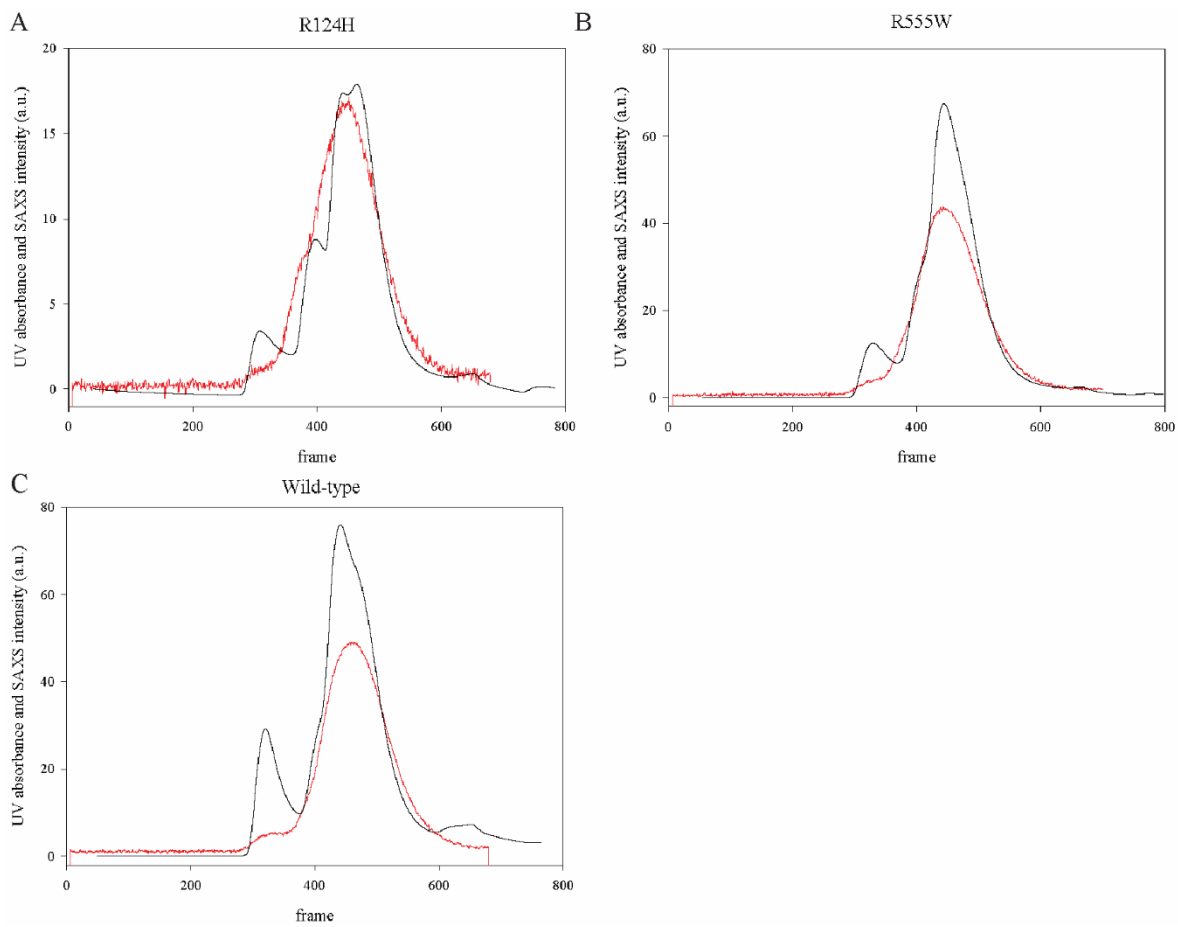 A
R124H
UV absorbance and SAXS intensity (a.u.)
20
15
10
5
0
0 200 400 600 800
frame
B
R555W
UV absorbance and SAXS intensity (a.u.)
80
60
40
20
0
0 200 400 600 800
frame
C
Wild-type
UV absorbance and SAXS intensity (a.u.)
80
60
40
20
0
0 200 400 600 800
frame